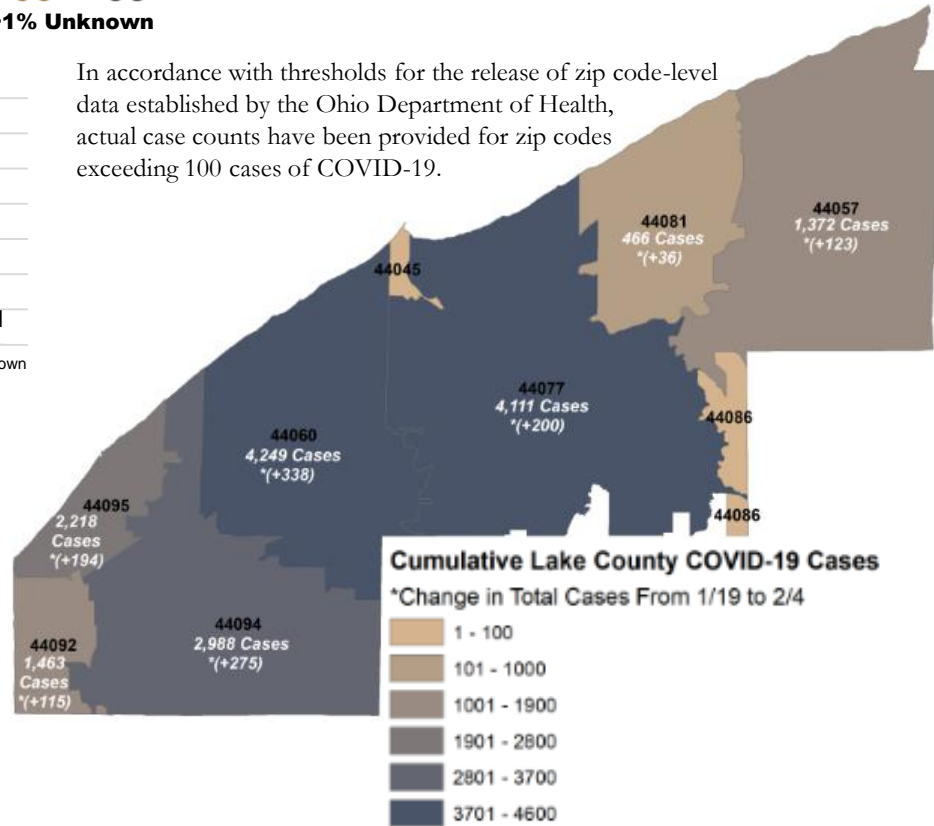 1% Unknown
In accordance with thresholds for the release of zip code-level
data established by the Ohio Department of Health,
actual case counts have been provided for zip codes
exceeding 100 cases of COVID-19.
own
44057
1,372 Cases
*(+123)
44081
466 Cases
*(+36)
44045
44077
4,111 Cases
*(+200)
44086
44086
44060
4,249 Cases
*(+338)
44095
2,218
Cases
*(+194)
44094
2,988 Cases
*(+275)
44092
1,463
Cases
*(+115)
Cumulative Lake County COVID-19 Cases
*Change in Total Cases From 1/19 to 2/4
1 - 100
101 - 1000
1001 - 1900
1901 - 2800
2801 - 3700
3701 - 4600